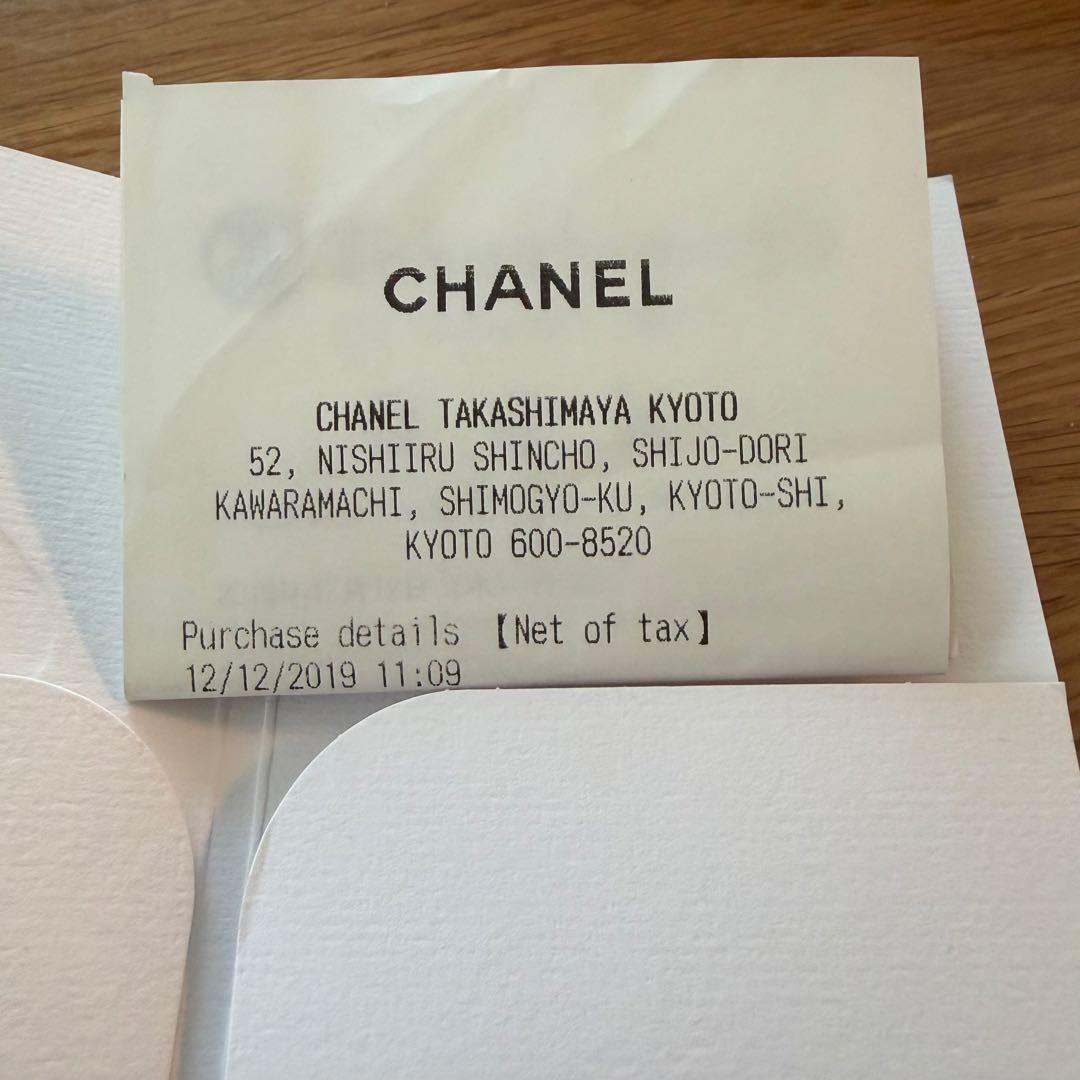 CHANEL
CHANEL TAKASHIMAYA KYOTO
52, NISHIIRU SHINCHO, SHIJO-DORI
KAWARAMACHI, SHIMOGYO-KU, KYOTO-SHI,
KYOTO 600-8520
Purchase details 【Net of tax】
12/12/2019 11:09